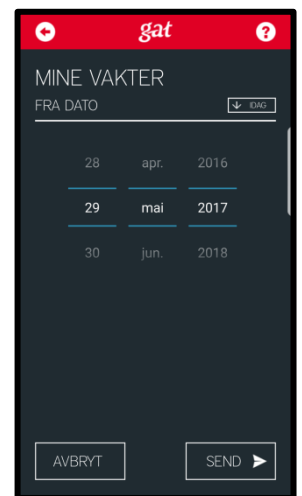 gat ?
MINE VAKTER
FRA DATO IDAG
28 apr. 2016
29 mai 2017
30 jun. 2018
AVBRYT SEND